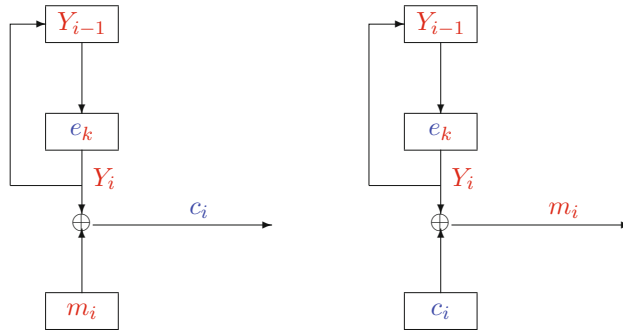 Y_{i−1} Y_{i−1}
e_k e_k
Y_i Y_i
c_i m_i
m_i c_i